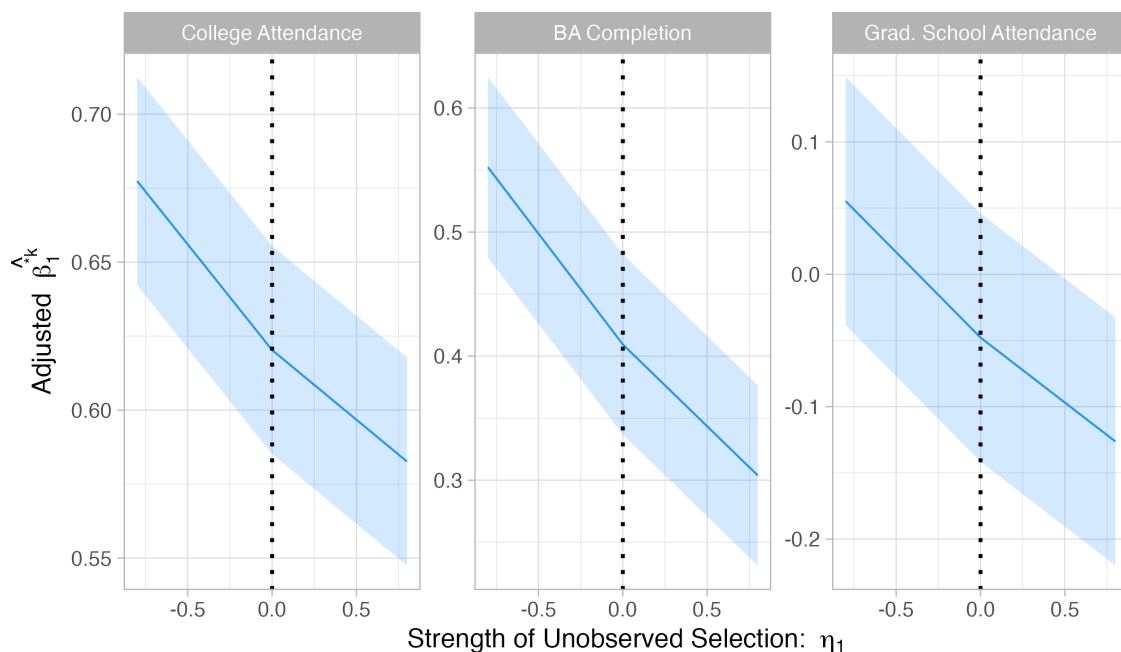 College Attendance
BA Completion
Grad. School Attendance
0.70
0.65
0.60
0.55
0.6
0.5
0.4
0.3
0.1
0.0
-0.1
-0.2
Adjusted β̂₁*ᵏ
-0.5 0.0 0.5
-0.5 0.0 0.5
-0.5 0.0 0.5
Strength of Unobserved Selection: η₁